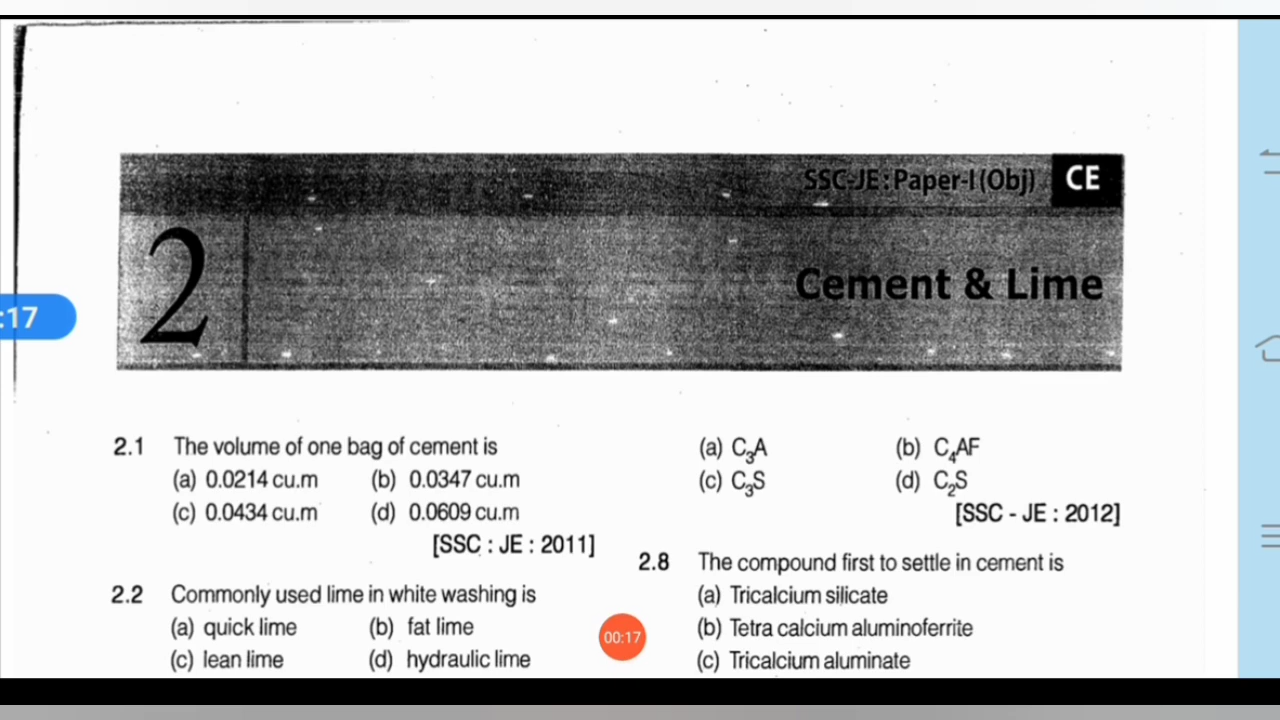 SSC-JE : Paper-I (Obj) CE
2
Cement & Lime
:17
2.1 The volume of one bag of cement is
(a) 0.0214 cu.m (b) 0.0347 cu.m
(c) 0.0434 cu.m (d) 0.0609 cu.m
[SSC : JE : 2011]
2.2 Commonly used lime in white washing is
(a) quick lime (b) fat lime
(c) lean lime (d) hydraulic lime
(a) C₃A (b) C₄AF
(c) C₃S (d) C₂S
[SSC - JE : 2012]
2.8 The compound first to settle in cement is
(a) Tricalcium silicate
(b) Tetra calcium aluminoferrite
(c) Tricalcium aluminate
00:17